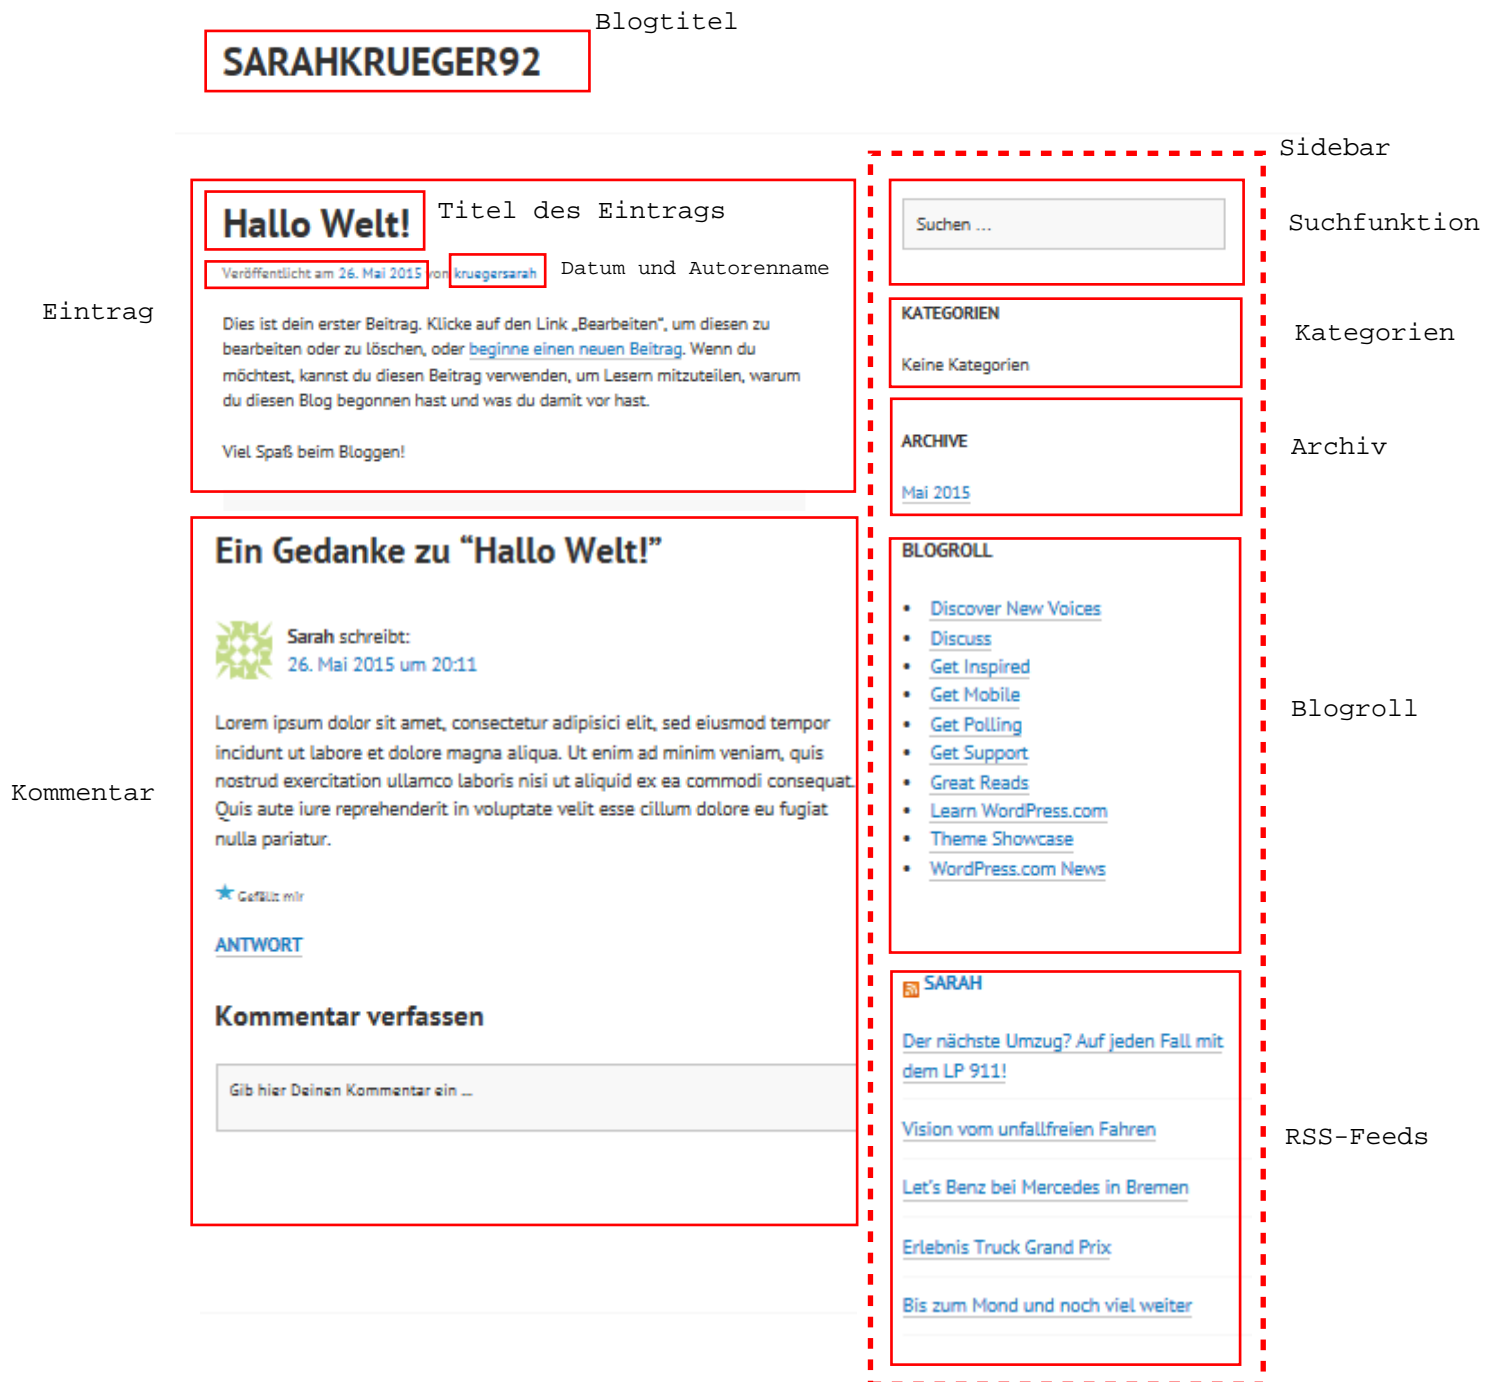 Blogtitel
SARAHKRUEGER92
Sidebar
Eintrag
Hallo Welt!
Titel des Eintrags
Veröffentlicht am 26. Mai 2015 von kruegersarah
Datum und Autorenname
Dies ist dein erster Beitrag. Klicke auf den Link „Bearbeiten“, um diesen zu
bearbeiten oder zu löschen, oder beginne einen neuen Beitrag. Wenn du
möchtest, kannst du diesen Beitrag verwenden, um Lesern mitzuteilen, warum
du diesen Blog begonnen hast und was du damit vor hast.
Viel Spaß beim Bloggen!
Kommentar
Ein Gedanke zu “Hallo Welt!”
Sarah schreibt:
26. Mai 2015 um 20:11
Lorem ipsum dolor sit amet, consectetur adipisici elit, sed eiusmod tempor
incidunt ut labore et dolore magna aliqua. Ut enim ad minim veniam, quis
nostrud exercitation ullamco laboris nisi ut aliquid ex ea commodi consequat.
Quis aute iure reprehenderit in voluptate velit esse cillum dolore eu fugiat
nulla pariatur.
Gefällt mir
ANTWORT
Kommentar verfassen
Gib hier Deinen Kommentar ein ...
Suchen ...
Suchfunktion
KATEGORIEN
Keine Kategorien
Kategorien
ARCHIVE
Mai 2015
Archiv
BLOGROLL
• Discover New Voices
• Discuss
• Get Inspired
• Get Mobile
• Get Polling
• Get Support
• Great Reads
• Learn WordPress.com
• Theme Showcase
• WordPress.com News
Blogroll
SARAH
Der nächste Umzug? Auf jeden Fall mit
dem LP 911!
Vision vom unfallfreien Fahren
Let's Benz bei Mercedes in Bremen
Erlebnis Truck Grand Prix
Bis zum Mond und noch viel weiter
RSS-Feeds